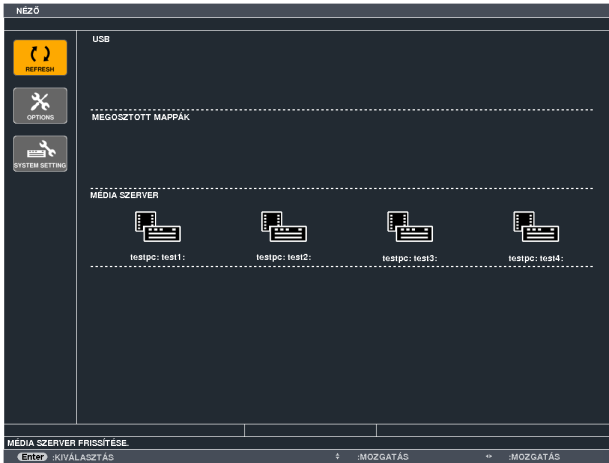 NÉZŐ
USB
REFRESH
MEGOSZTOTT MAPPÁK
OPTIONS
SYSTEM SETTING
MÉDIA SZERVER
testpc: test1: testpc: test2: testpc: test3: testpc: test4:
MÉDIA SZERVER FRISSÍTÉSE.
Enter :KIVÁLASZTÁS :MOZGATÁS :MOZGATÁS